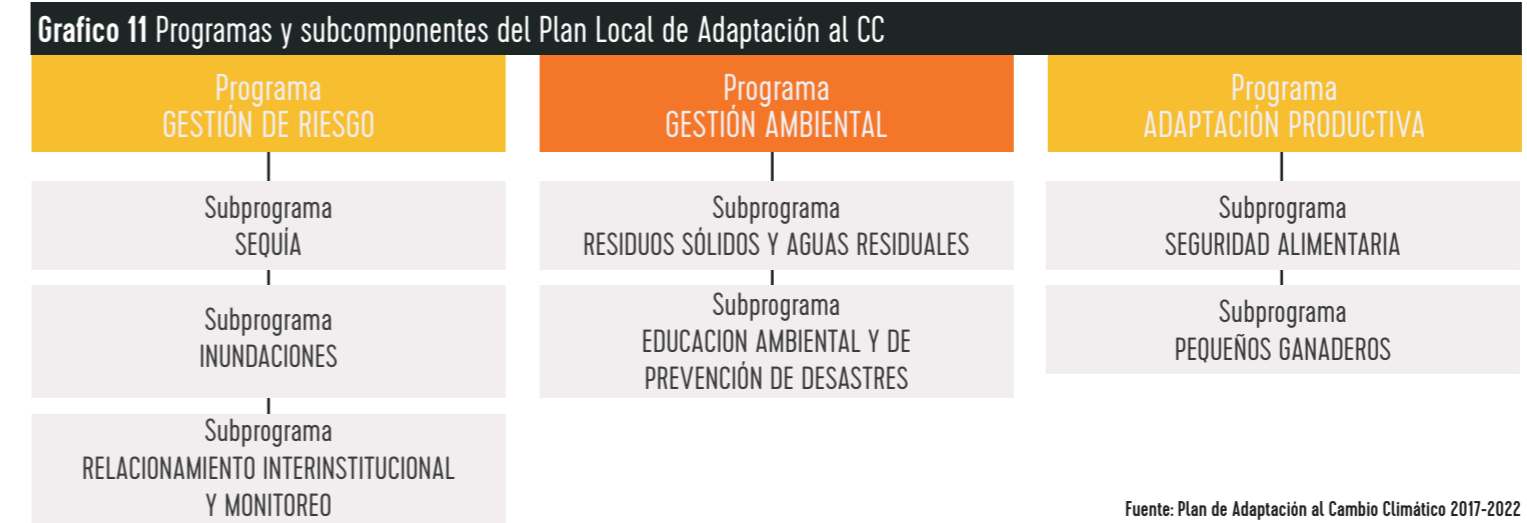 Grafico 11 Programas y subcomponentes del Plan Local de Adaptación al CC
Programa
GESTIÓN DE RIESGO
Subprograma
SEQUÍA
Subprograma
INUNDACIONES
Subprograma
RELACIONAMIENTO INTERINSTITUCIONAL
Y MONITOREO
Programa
GESTIÓN AMBIENTAL
Subprograma
RESIDUOS SÓLIDOS Y AGUAS RESIDUALES
Subprograma
EDUCACION AMBIENTAL Y DE
PREVENCIÓN DE DESASTRES
Programa
ADAPTACIÓN PRODUCTIVA
Subprograma
SEGURIDAD ALIMENTARIA
Subprograma
PEQUEÑOS GANADEROS
Fuente: Plan de Adaptación al Cambio Climático 2017-2022